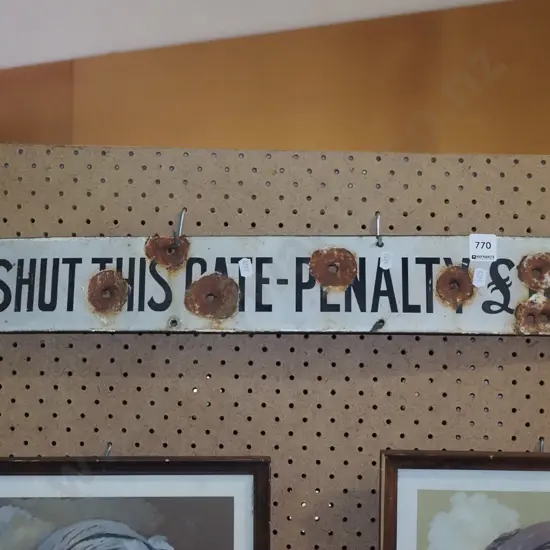 SHUT THIS GATE-PENALTY £
770